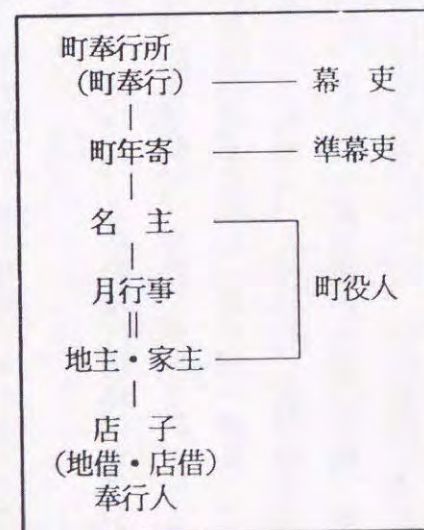 町奉行所
(町奉行) 幕吏
町年寄 準幕吏
名主
月行事 町役人
地主・家主
店子
(地借・店借)
奉行人